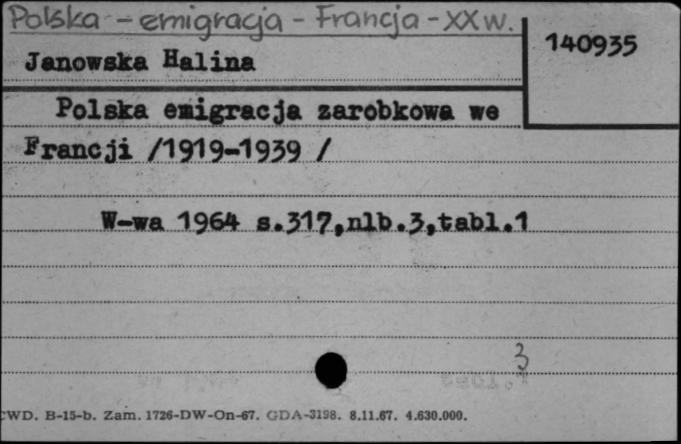 Polska - emigracja - Francja - XX w.
140935
Janowska Halina
Polska emigracja zarobkowa we
Francji /1919-1939 /
W-wa 1964 s.317,nlb.3,tabl.1
3
CWD. B-15-b. Zam. 1726-DW-On-67. GDA-3198. 8.11.67. 4.630.000.